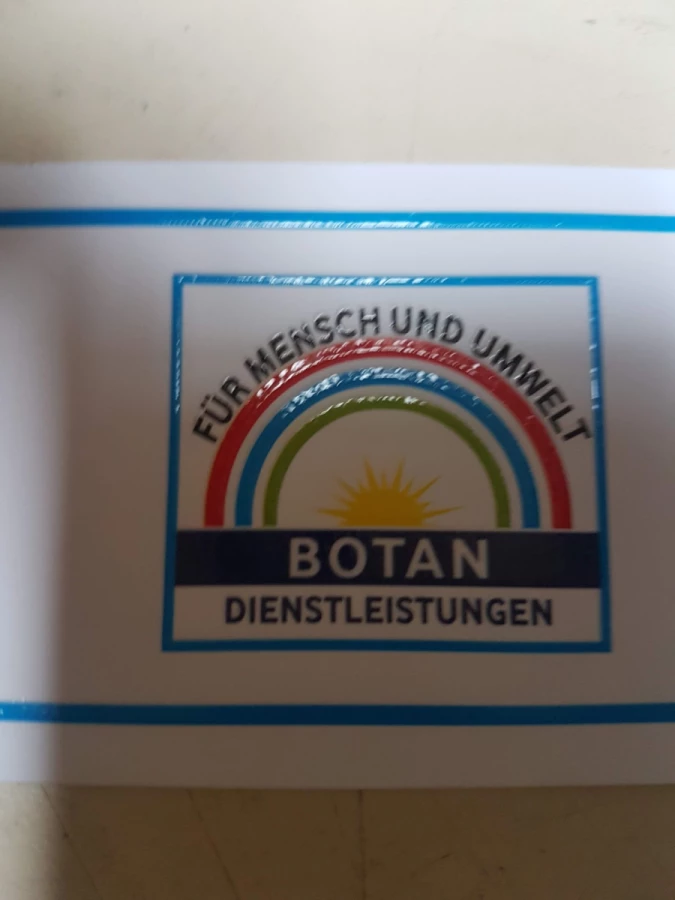 FÜR MENSCH UND UMWELT
BOTAN
DIENSTLEISTUNGEN